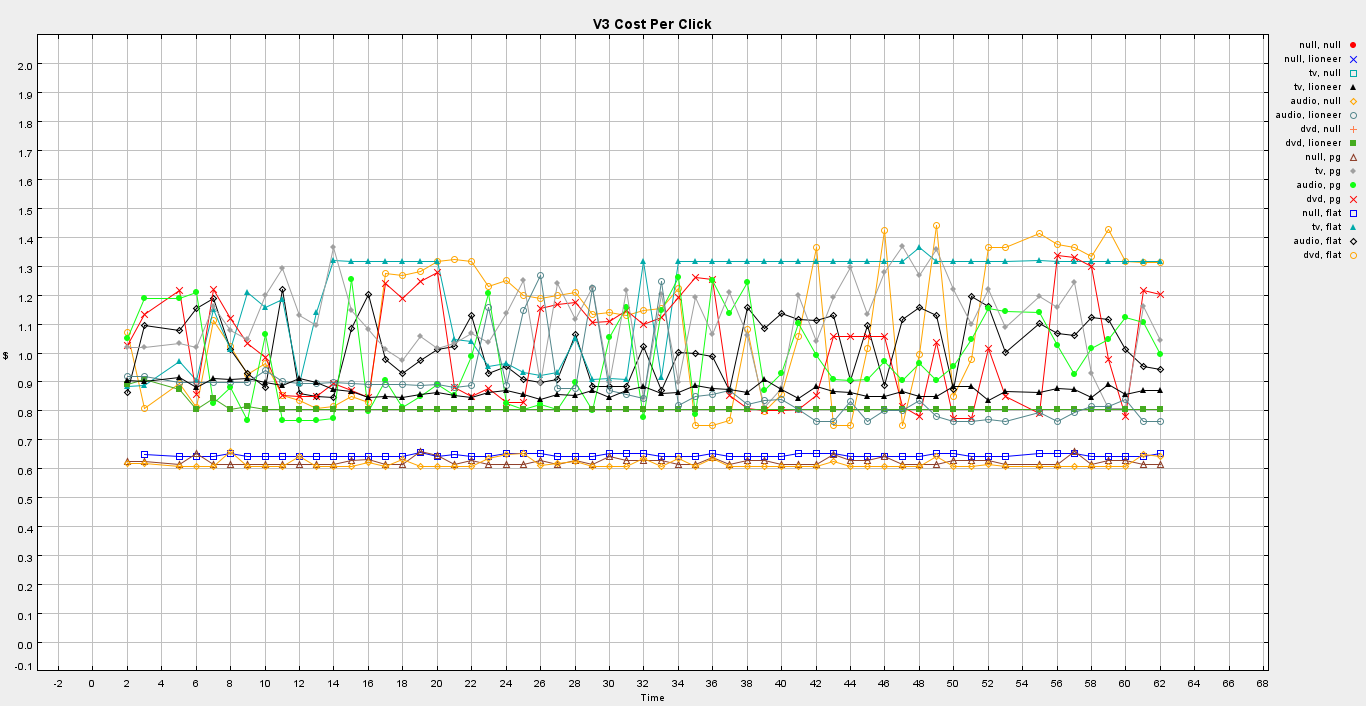 V3 Cost Per Click
2.0
1.9
1.8
1.7
1.6
1.5
1.4
1.3
1.2
1.1
1.0
$
0.9
0.8
0.7
0.6
0.5
0.4
0.3
0.2
0.1
0.0
-0.1
-2 0 2 4 6 8 10 12 14 16 18 20 22 24 26 28 30 32 34 36 38 40 42 44 46 48 50 52 54 56 58 60 62 64 66 68
Time
null, null
null, lioneer
tv, null
tv, lioneer
audio, null
audio, lioneer
dvd, null
dvd, lioneer
null, pg
tv, pg
audio, pg
dvd, pg
null, flat
tv, flat
audio, flat
dvd, flat